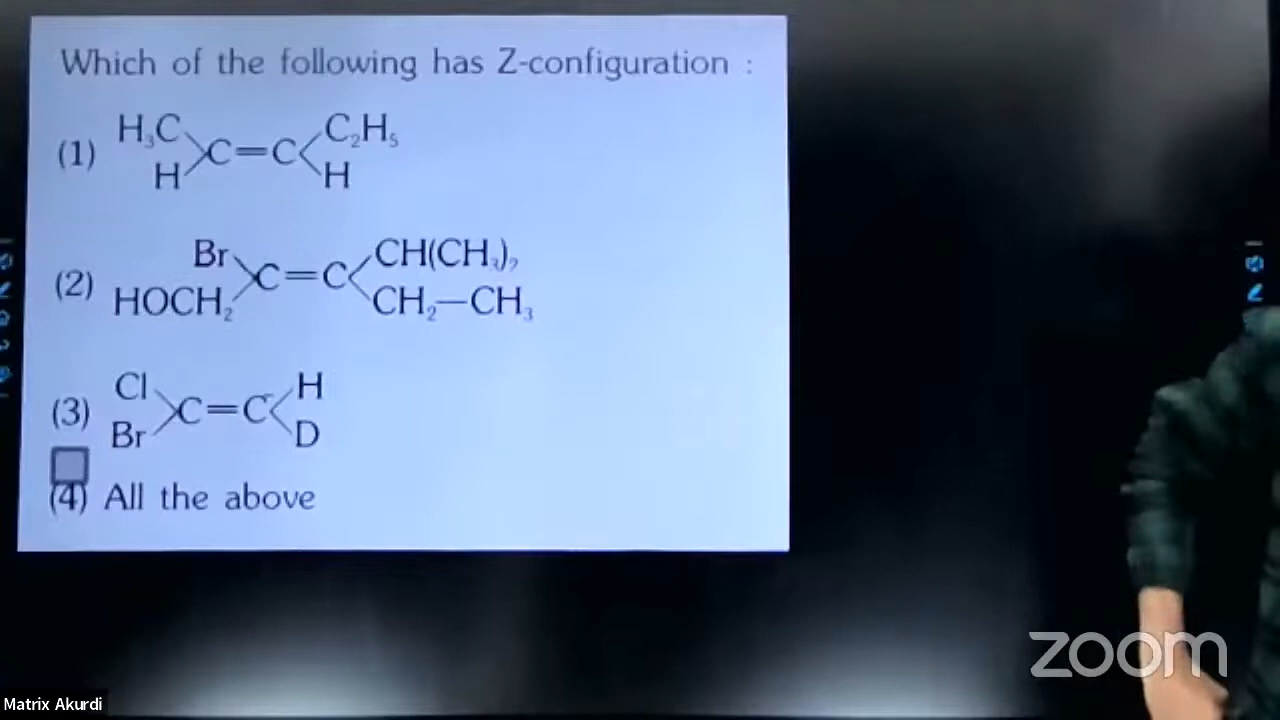 Which of the following has Z-configuration :
(1) H₃C H C=C C₂H₅ H
(2) Br HOCH₂ C=C CH(CH₃)₂ CH₂—CH₃
(3) Cl Br C=C H D
(4) All the above
zoom
Matrix Akurdi